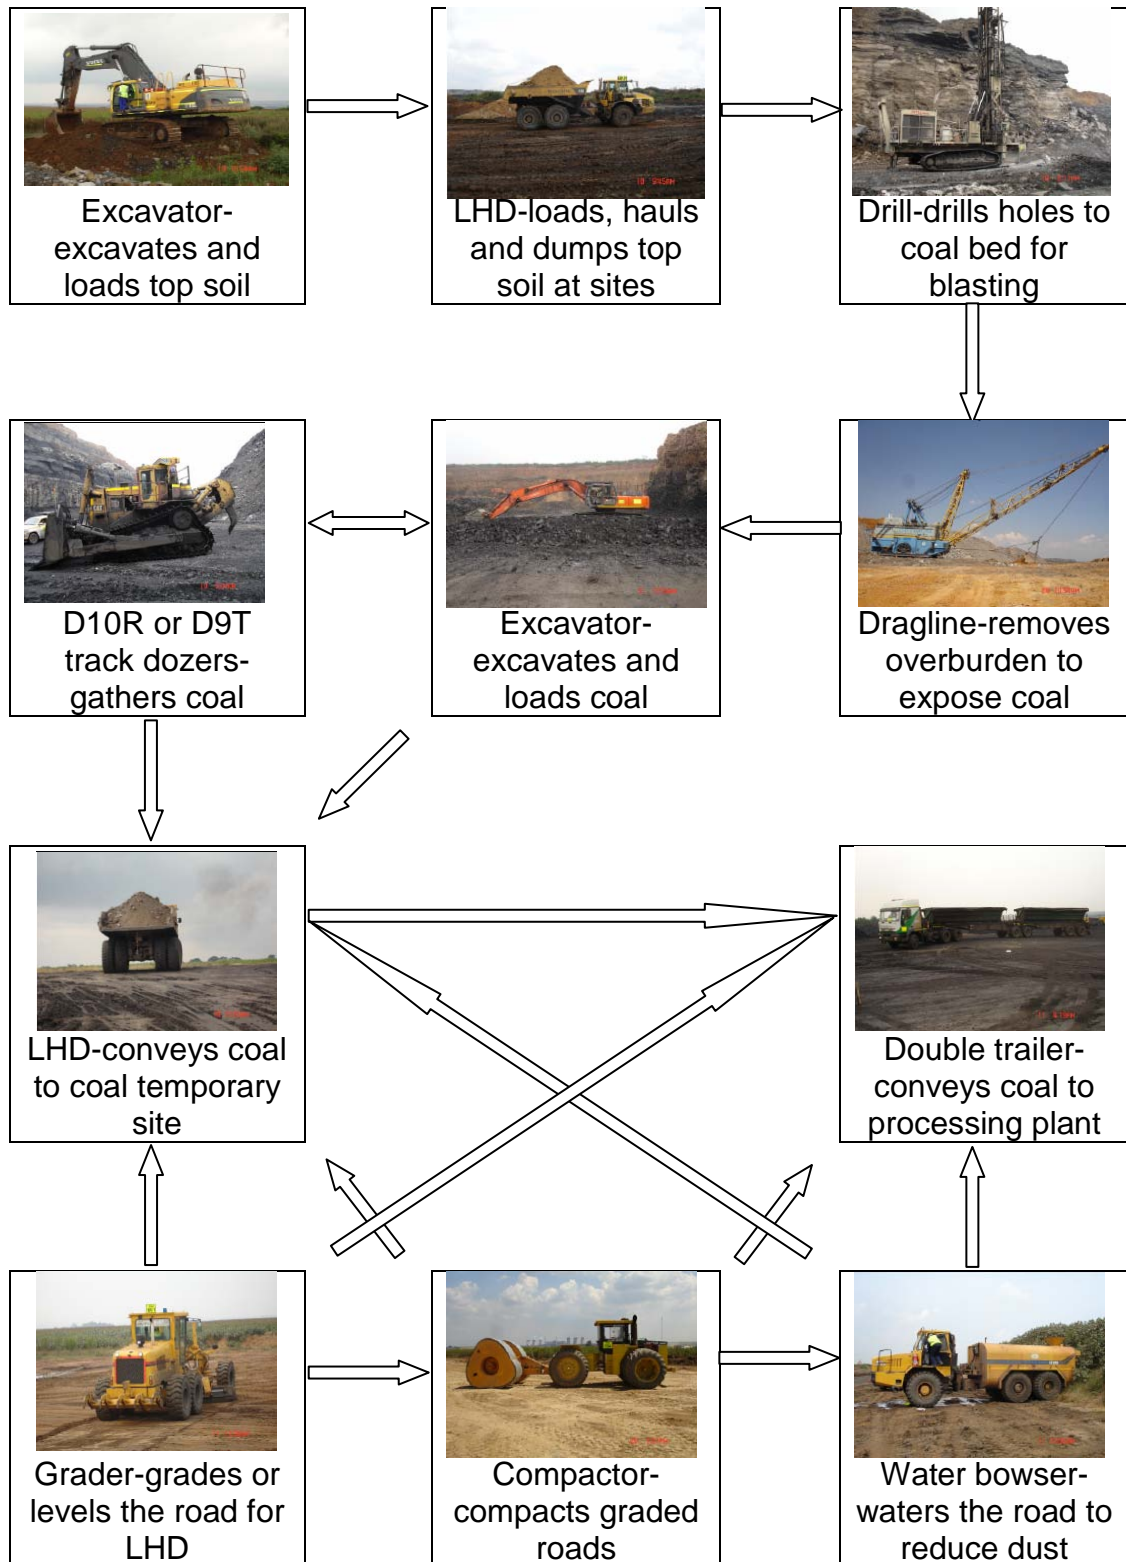 Excavator-
excavates and
loads top soil
LHD-loads, hauls
and dumps top
soil at sites
Drill-drills holes to
coal bed for
blasting
D10R or D9T
track dozers-
gathers coal
Excavator-
excavates and
loads coal
Dragline-removes
overburden to
expose coal
LHD-conveys coal
to coal temporary
site
Double trailer-
conveys coal to
processing plant
Grader-grades or
levels the road for
LHD
Compactor-
compacts graded
roads
Water bowser-
waters the road to
reduce dust